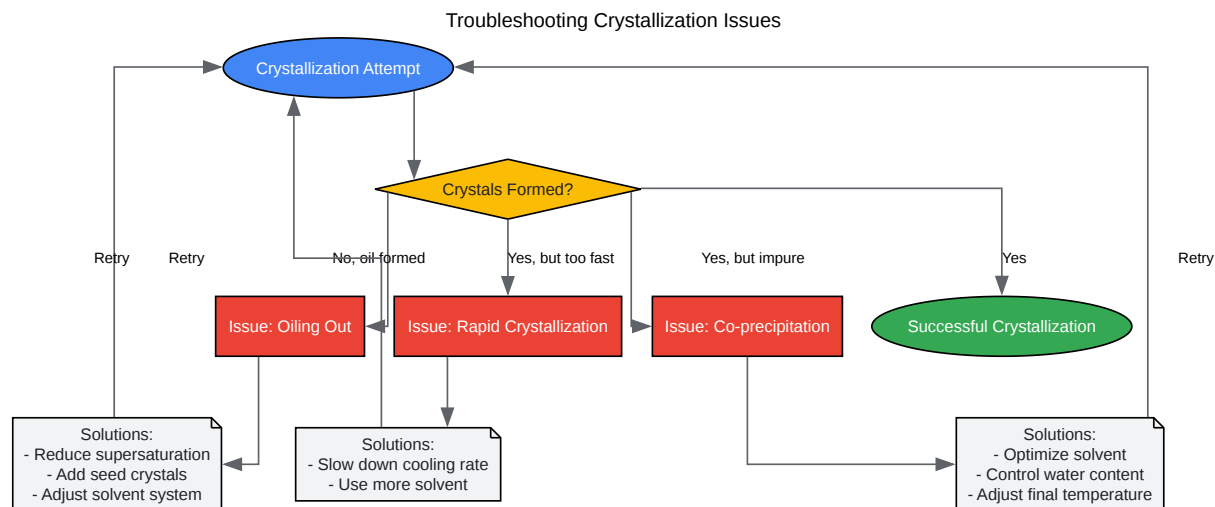 Troubleshooting Crystallization Issues
Crystallization Attempt
Crystals Formed?
Retry
Retry
No, oil formed
Yes, but too fast
Yes, but impure
Yes
Retry
Issue: Oiling Out
Issue: Rapid Crystallization
Issue: Co-precipitation
Successful Crystallization
Solutions:
- Reduce supersaturation
- Add seed crystals
- Adjust solvent system
Solutions:
- Slow down cooling rate
- Use more solvent
Solutions:
- Optimize solvent
- Control water content
- Adjust final temperature